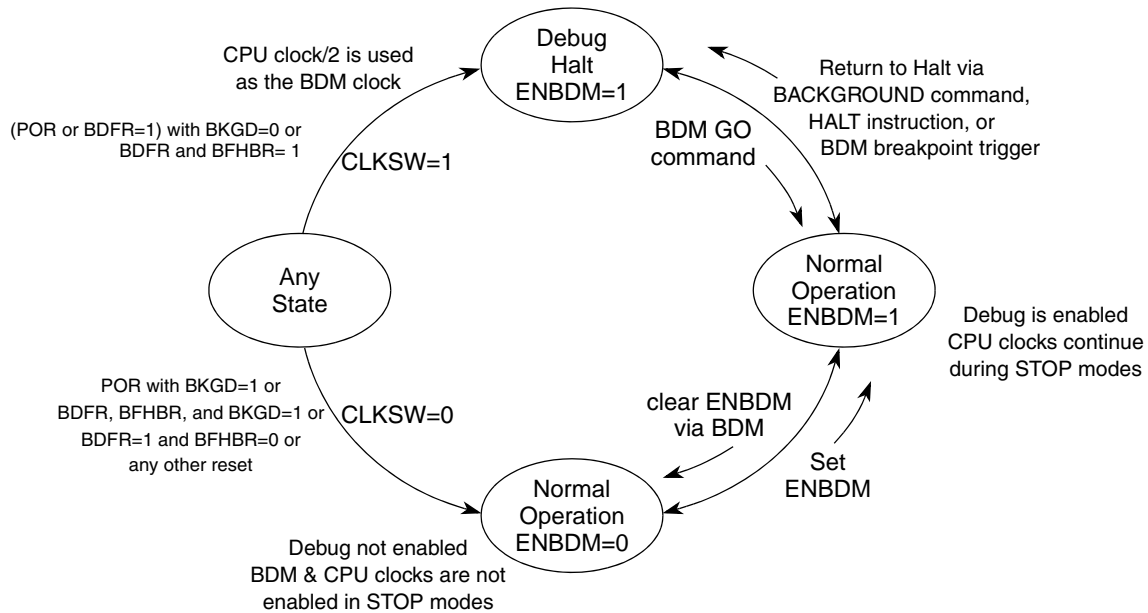 CPU clock/2 is used
as the BDM clock
(POR or BDFR=1) with BKGD=0 or
BDFR and BFHBR= 1
CLKSW=1
Debug
Halt
ENBDM=1
Return to Halt via
BACKGROUND command,
HALT instruction, or
BDM breakpoint trigger
BDM GO
command
Any
State
Normal
Operation
ENBDM=1
Debug is enabled
CPU clocks continue
during STOP modes
POR with BKGD=1 or
BDFR, BFHBR, and BKGD=1 or
BDFR=1 and BFHBR=0 or
any other reset
CLKSW=0
clear ENBDM
via BDM
Set
ENBDM
Normal
Operation
ENBDM=0
Debug not enabled
BDM & CPU clocks are not
enabled in STOP modes